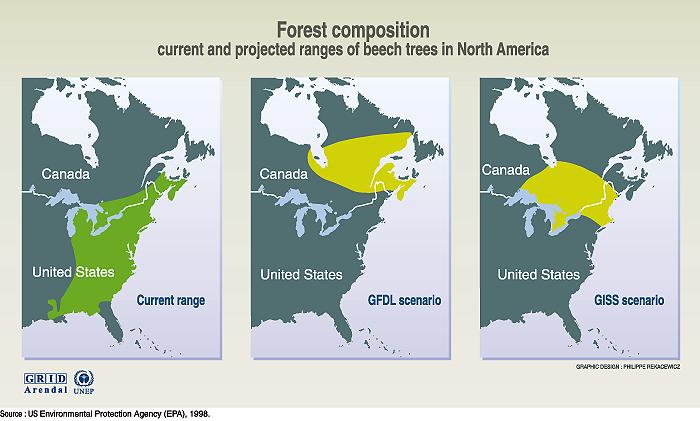 Forest composition
current and projected ranges of beech trees in North America
Canada
United States
Current range
Canada
United States
GFDL scenario
Canada
United States
GISS scenario
GRAPHIC DESIGN : PHILIPPE REKACEWICZ
GRID
Arendal
UNEP
Source : US Environmental Protection Agency (EPA), 1998.